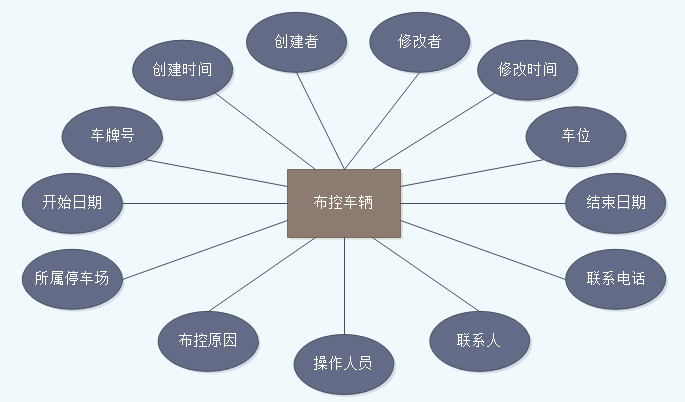 创建者
修改者
创建时间
修改时间
车牌号
车位
开始日期
布控车辆
结束日期
所属停车场
联系电话
布控原因
操作人员
联系人